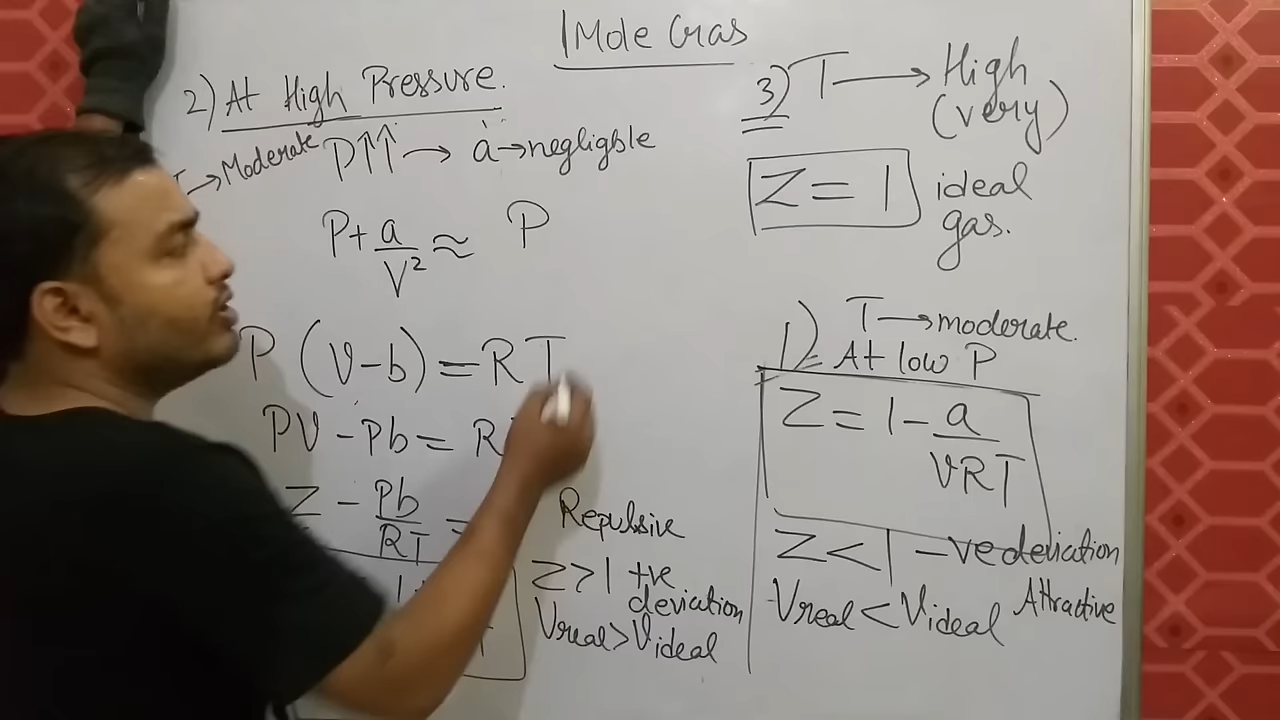 1 Mole Gas
2) At High Pressure.
T → Moderate P↑↑ → 'a' → negligble
P + a/V² ≈ P
P (V-b) = RT
PV - Pb = R
Z - Pb/RT =
Repulsive
Z > 1 +ve
deviation
Vreal > Videal
3) T → High
(very)
Z = 1 ideal
gas.
1) T → moderate.
At low P
Z = 1 - a/VRT
Z < 1 -ve deviation
Vreal < Videal Attractive